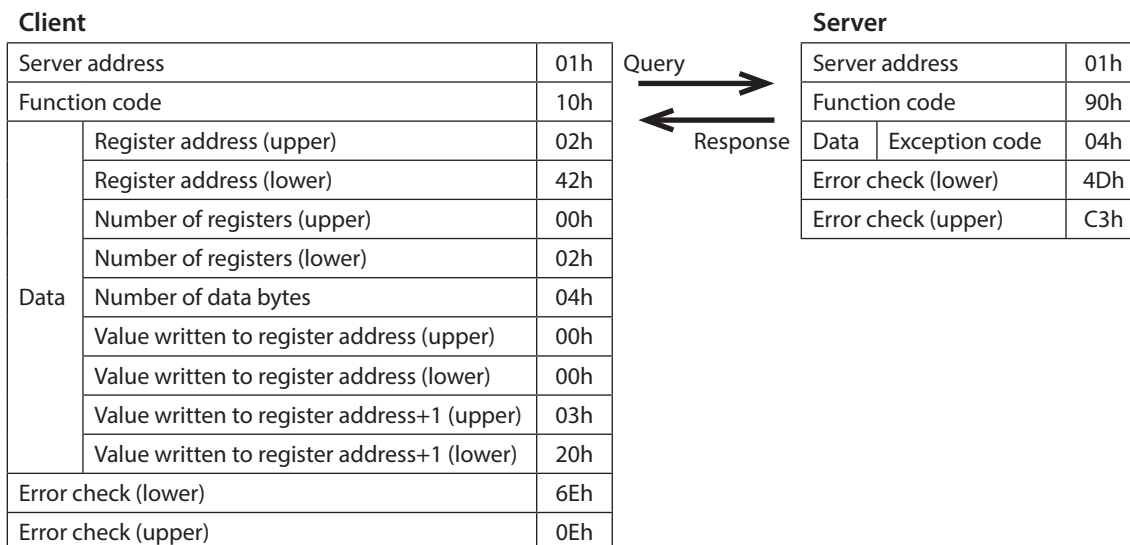 Client
Server address 01h
Function code 10h
Data
Register address (upper) 02h
Register address (lower) 42h
Number of registers (upper) 00h
Number of registers (lower) 02h
Number of data bytes 04h
Value written to register address (upper) 00h
Value written to register address (lower) 00h
Value written to register address+1 (upper) 03h
Value written to register address+1 (lower) 20h
Error check (lower) 6Eh
Error check (upper) 0Eh
Query
Response
Server
Server address 01h
Function code 90h
Data Exception code 04h
Error check (lower) 4Dh
Error check (upper) C3h